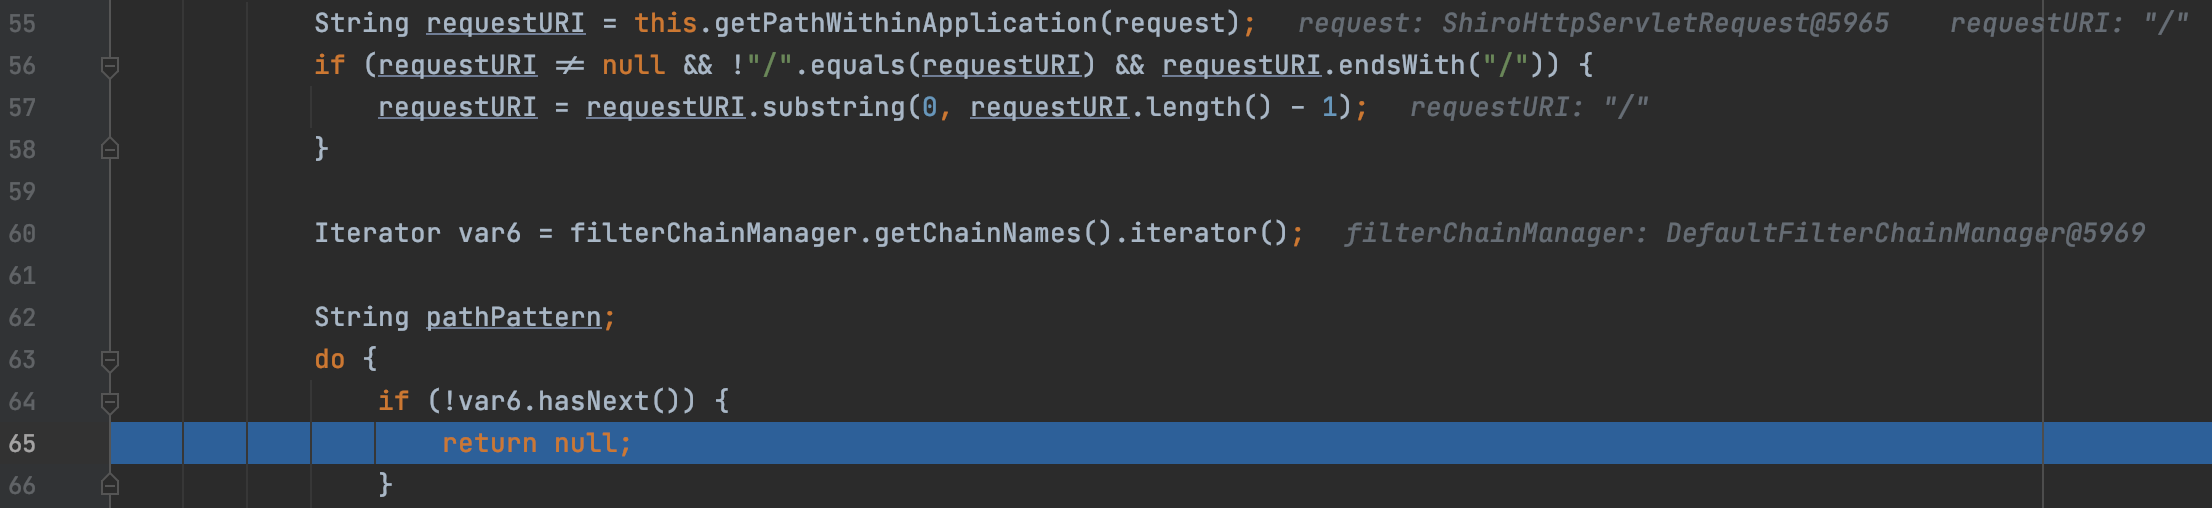 55 String requestURI = this.getPathWithinApplication(request); request: ShiroHttpServletRequest@5965 requestURI: "/"
56 if (requestURI ≠ null && !"/".equals(requestURI) && requestURI.endsWith("/")) {
57 requestURI = requestURI.substring(0, requestURI.length() - 1); requestURI: "/"
58 }
59
60 Iterator var6 = filterChainManager.getChainNames().iterator(); filterChainManager: DefaultFilterChainManager@5969
61
62 String pathPattern;
63 do {
64 if (!var6.hasNext()) {
65 return null;
66 }